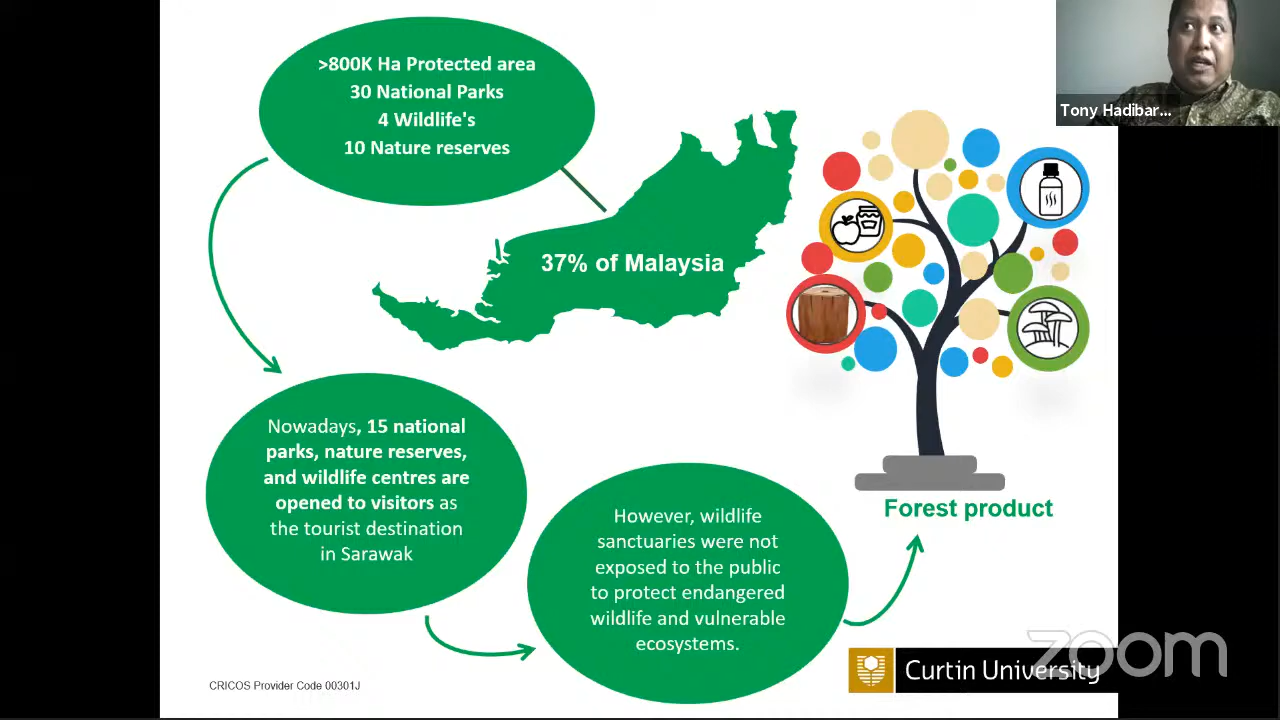 >800K Ha Protected area
30 National Parks
4 Wildlife's
10 Nature reserves
Tony Hadibar...
37% of Malaysia
Nowadays, 15 national
parks, nature reserves,
and wildlife centres are
opened to visitors as
the tourist destination
in Sarawak
However, wildlife
sanctuaries were not
exposed to the public
to protect endangered
wildlife and vulnerable
ecosystems.
Forest product
CRICOS Provider Code 00301J
Curtin University
zoom